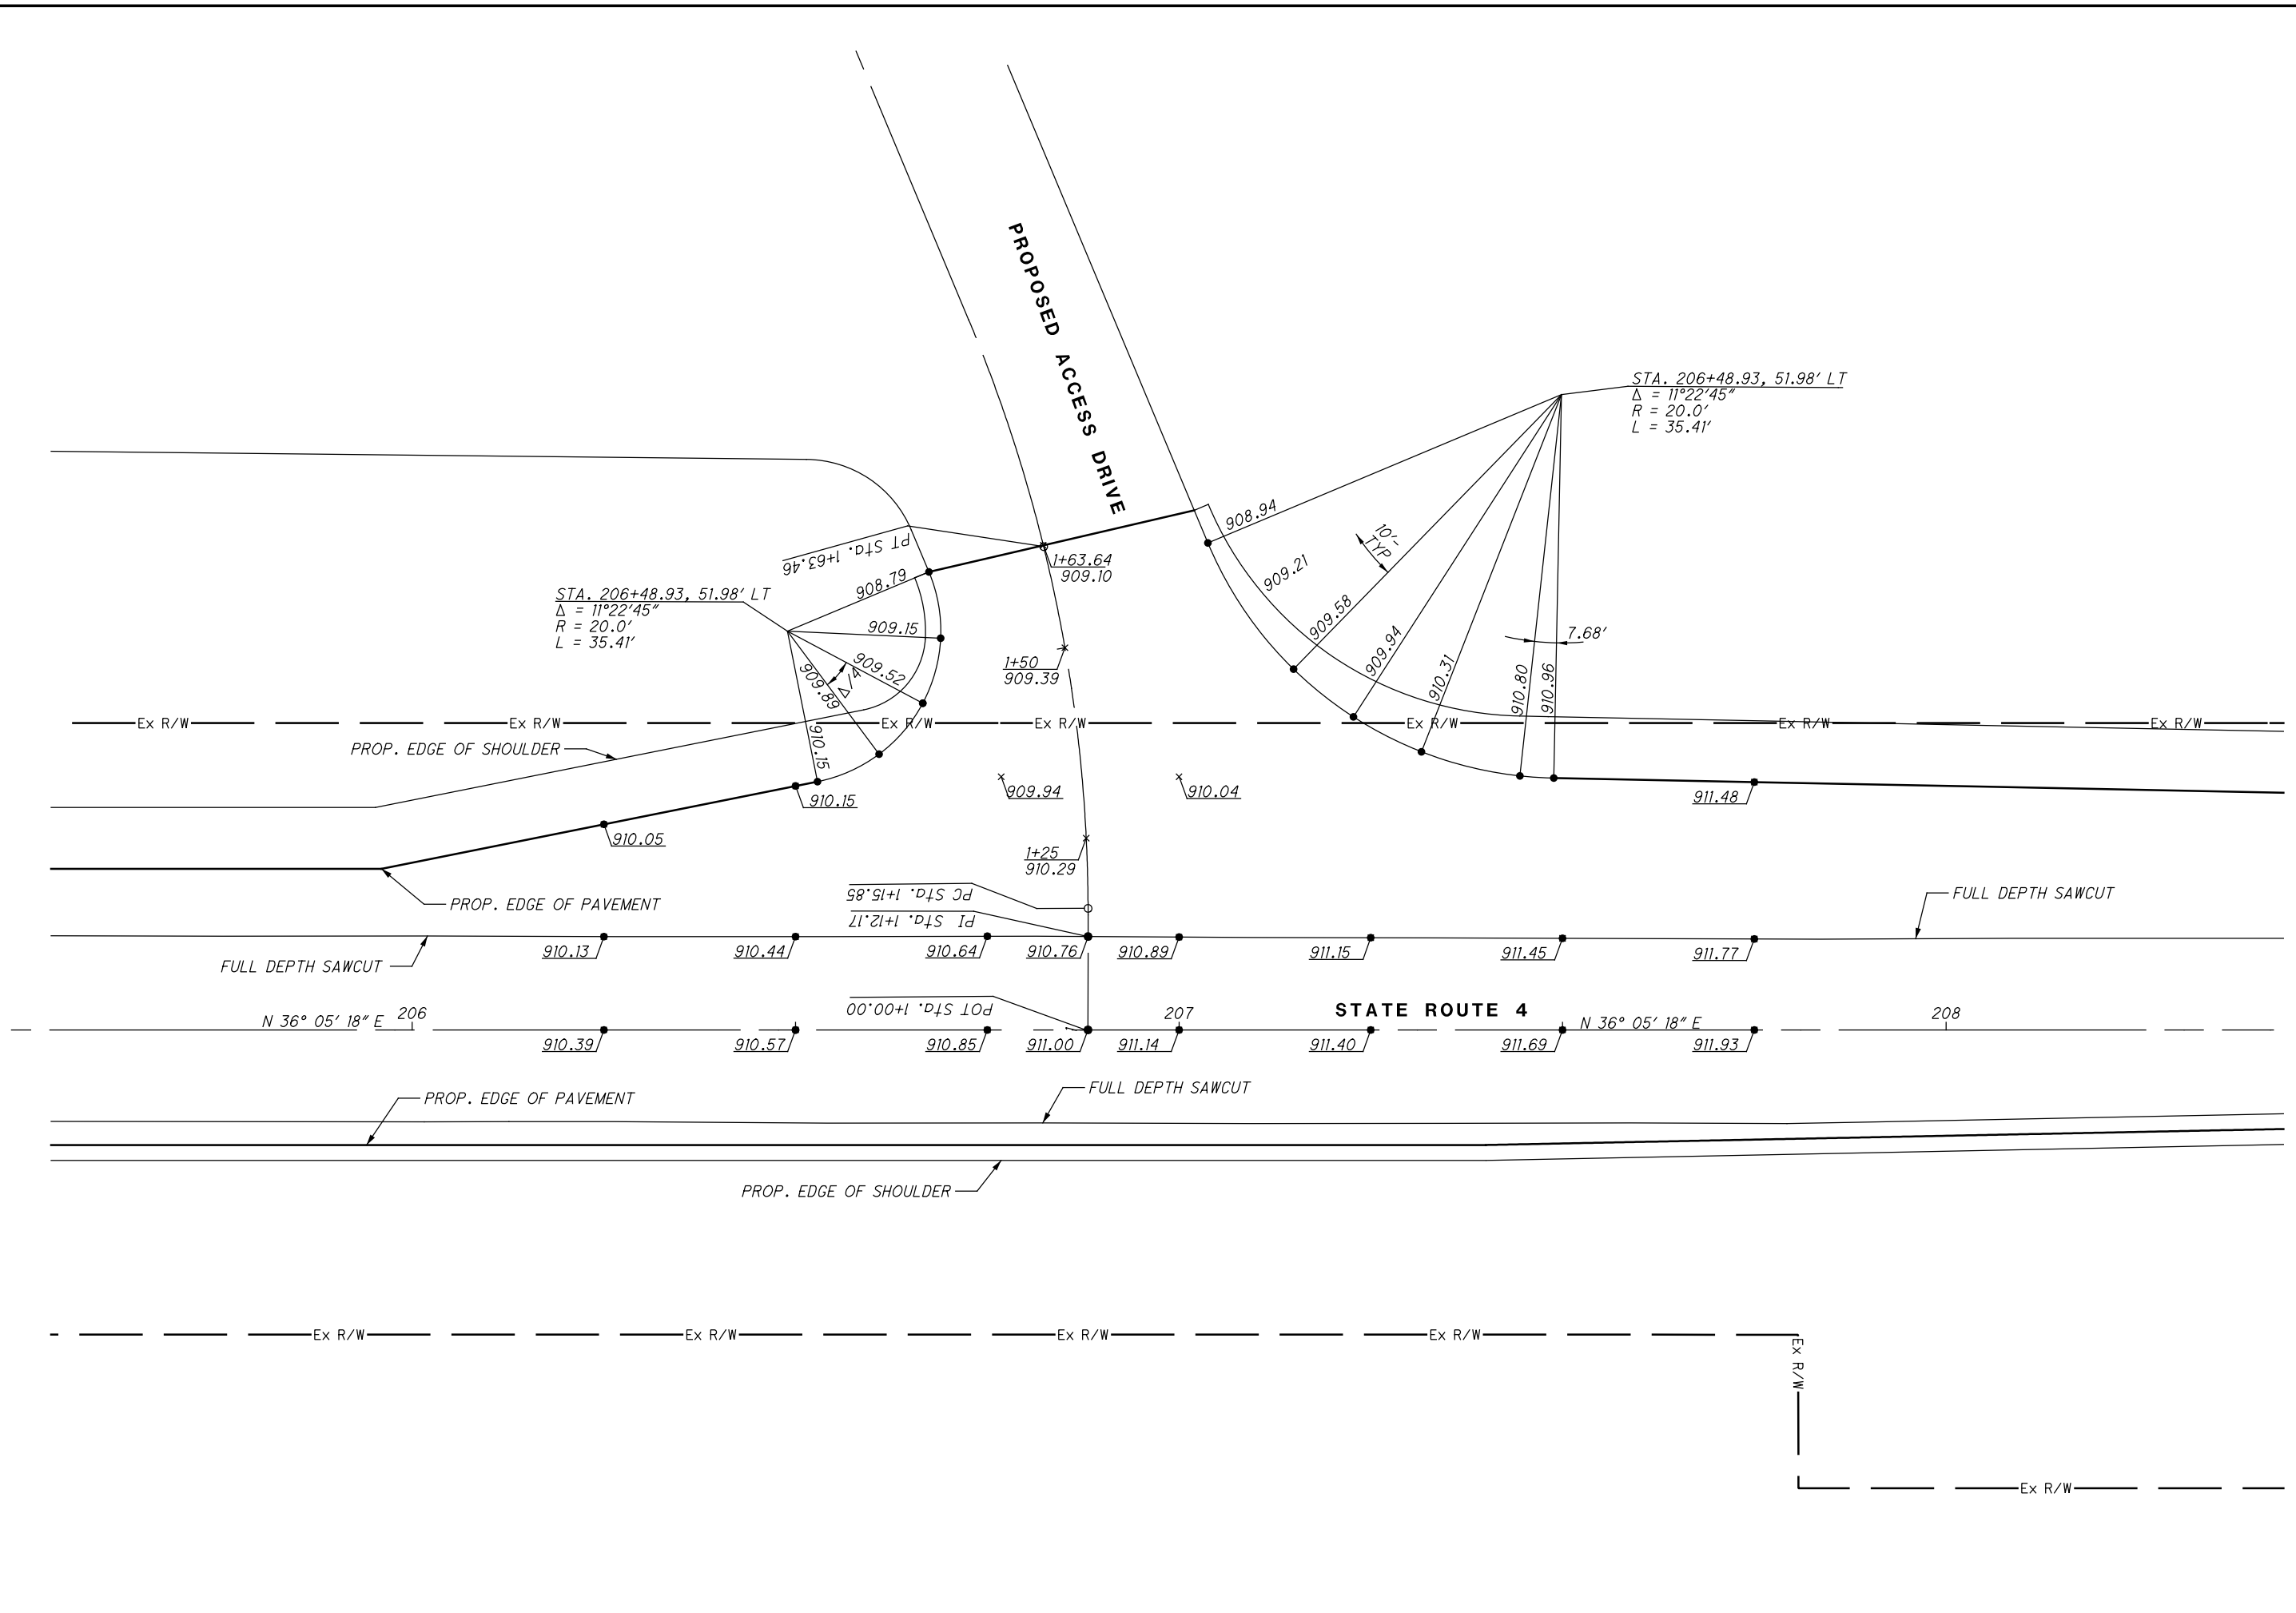 PROPOSED ACCESS DRIVE
STA. 206+48.93, 51.98' LT
Δ = 11°22'45"
R = 20.0'
L = 35.41'
908.94
10'-
TYP
909.21
909.58
909.94
910.31
910.80
910.96
7.68'
PT Sta. 1+63.46
1+63.64
909.10
STA. 206+48.93, 51.98' LT
Δ = 11°22'45"
R = 20.0'
L = 35.41'
908.79
909.15
909.52
909.89
Δ/4
910.15
1+50
909.39
Ex R/W
Ex R/W
Ex R/W
Ex R/W
Ex R/W
Ex R/W
Ex R/W
PROP. EDGE OF SHOULDER
910.15
909.94
910.04
911.48
910.05
1+25
910.29
PROP. EDGE OF PAVEMENT
PC Sta. 1+15.85
PI Sta. 1+12.17
FULL DEPTH SAWCUT
FULL DEPTH SAWCUT
910.13
910.44
910.64
910.76
910.89
911.15
911.45
911.77
N 36° 05' 18" E
206
POT Sta. 1+00.00
207
STATE ROUTE 4
N 36° 05' 18" E
208
910.39
910.57
910.85
911.00
911.14
911.40
911.69
911.93
PROP. EDGE OF PAVEMENT
FULL DEPTH SAWCUT
PROP. EDGE OF SHOULDER
Ex R/W
Ex R/W
Ex R/W
Ex R/W
Ex R/W
Ex R/W